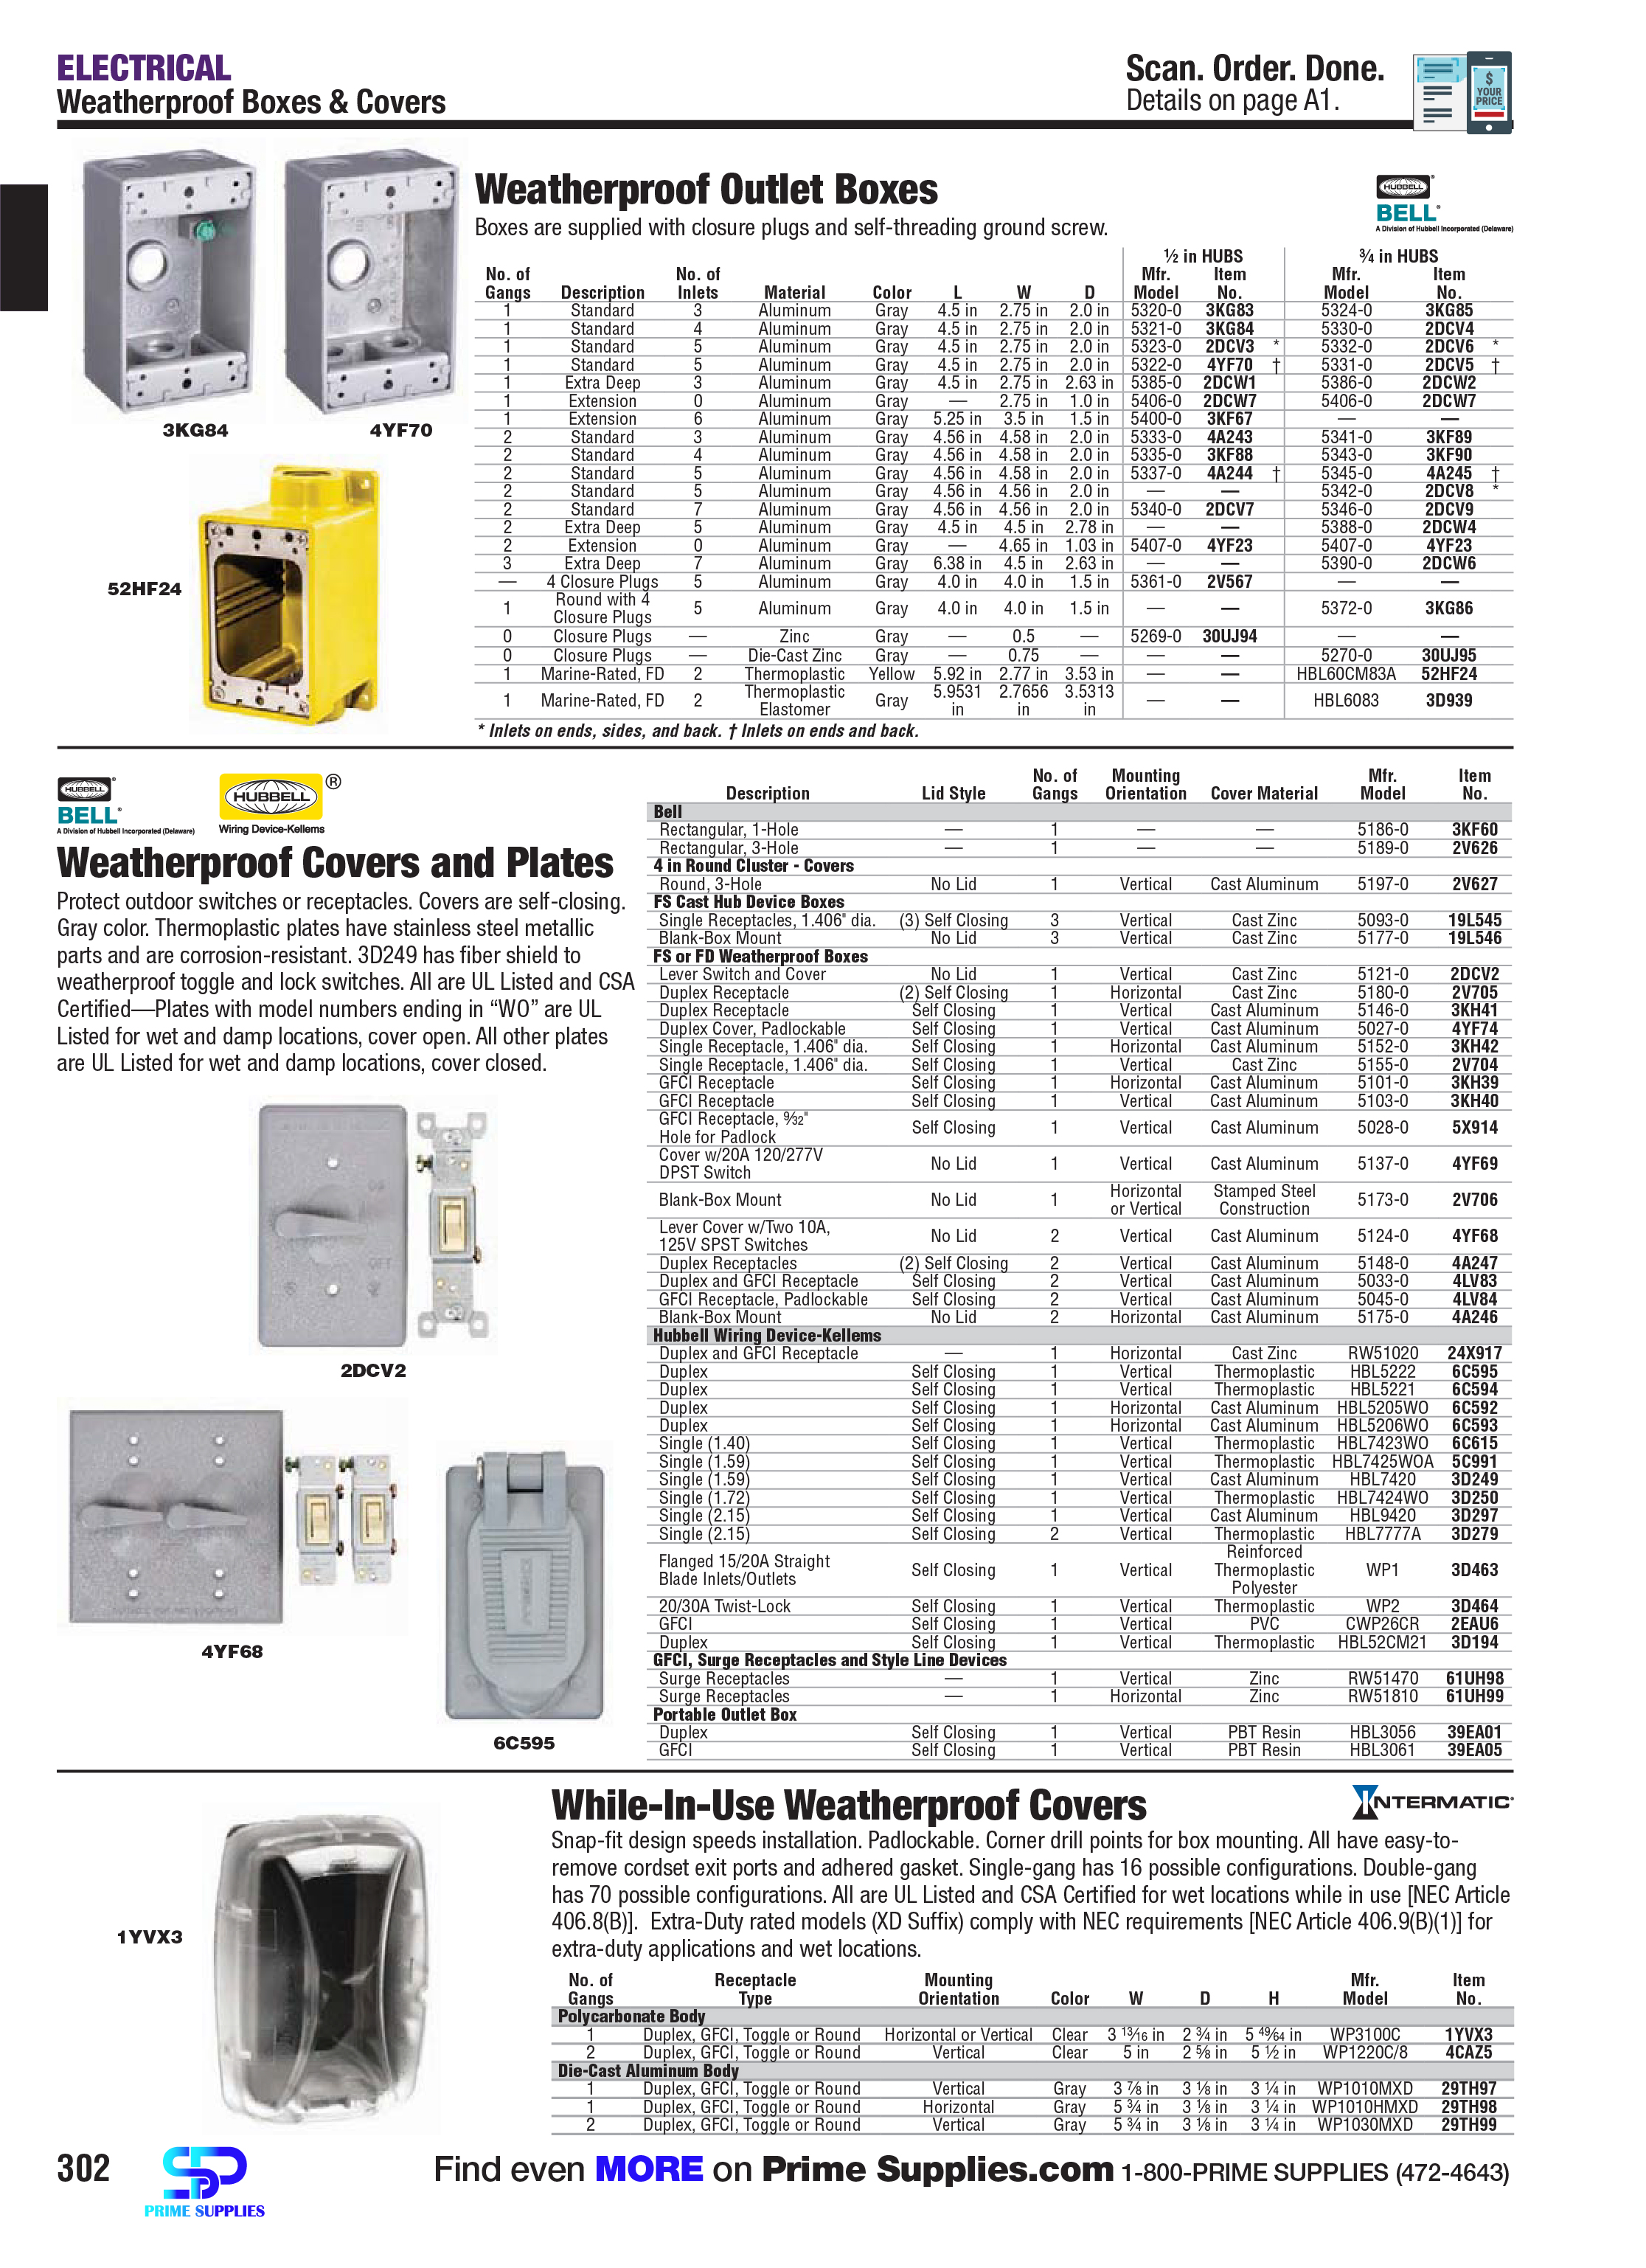 ELECTRICAL
Weatherproof Boxes & Covers
Scan. Order. Done.
Details on page A1.
$
YOUR
PRICE
Weatherproof Outlet Boxes
Boxes are supplied with closure plugs and self-threading ground screw.
HUBBELL®
BELL®
A Division of Hubbell Incorporated (Delaware)
3KG84
4YF70
52HF24
½ in HUBS ¾ in HUBS
No. of No. of Mfr. Item Mfr. Item
Gangs Description Inlets Material Color L W D Model No. Model No.
1 Standard 3 Aluminum Gray 4.5 in 2.75 in 2.0 in 5320-0 3KG83 5324-0 3KG85
1 Standard 4 Aluminum Gray 4.5 in 2.75 in 2.0 in 5321-0 3KG84 5330-0 2DCV4
1 Standard 5 Aluminum Gray 4.5 in 2.75 in 2.0 in 5323-0 2DCV3 * 5332-0 2DCV6 *
1 Standard 5 Aluminum Gray 4.5 in 2.75 in 2.0 in 5322-0 4YF70 † 5331-0 2DCV5 †
1 Extra Deep 3 Aluminum Gray 4.5 in 2.75 in 2.63 in 5385-0 2DCW1 5386-0 2DCW2
1 Extension 0 Aluminum Gray — 2.75 in 1.0 in 5406-0 2DCW7 5406-0 2DCW7
1 Extension 6 Aluminum Gray 5.25 in 3.5 in 1.5 in 5400-0 3KF67 — —
2 Standard 3 Aluminum Gray 4.56 in 4.58 in 2.0 in 5333-0 4A243 5341-0 3KF89
2 Standard 4 Aluminum Gray 4.56 in 4.58 in 2.0 in 5335-0 3KF88 5343-0 3KF90
2 Standard 5 Aluminum Gray 4.56 in 4.58 in 2.0 in 5337-0 4A244 † 5345-0 4A245 †
2 Standard 5 Aluminum Gray 4.56 in 4.56 in 2.0 in — — 5342-0 2DCV8 *
2 Standard 7 Aluminum Gray 4.56 in 4.56 in 2.0 in 5340-0 2DCV7 5346-0 2DCV9
2 Extra Deep 5 Aluminum Gray 4.5 in 4.5 in 2.78 in — — 5388-0 2DCW4
2 Extension 0 Aluminum Gray — 4.65 in 1.03 in 5407-0 4YF23 5407-0 4YF23
3 Extra Deep 7 Aluminum Gray 6.38 in 4.5 in 2.63 in — — 5390-0 2DCW6
— 4 Closure Plugs 5 Aluminum Gray 4.0 in 4.0 in 1.5 in 5361-0 2V567 — —
1 Round with 4 Closure Plugs 5 Aluminum Gray 4.0 in 4.0 in 1.5 in — — 5372-0 3KG86
0 Closure Plugs — Zinc Gray — 0.5 — 5269-0 30UJ94 — —
0 Closure Plugs — Die-Cast Zinc Gray — 0.75 — — — 5270-0 30UJ95
1 Marine-Rated, FD 2 Thermoplastic Yellow 5.92 in 2.77 in 3.53 in — — HBL60CM83A 52HF24
1 Marine-Rated, FD 2 Thermoplastic Elastomer Gray 5.9531 in 2.7656 in 3.5313 in — — HBL6083 3D939
* Inlets on ends, sides, and back. † Inlets on ends and back.
HUBBELL®
BELL®
A Division of Hubbell Incorporated (Delaware)
HUBBELL®
Wiring Device-Kellems
Weatherproof Covers and Plates
Protect outdoor switches or receptacles. Covers are self-closing.
Gray color. Thermoplastic plates have stainless steel metallic
parts and are corrosion-resistant. 3D249 has fiber shield to
weatherproof toggle and lock switches. All are UL Listed and CSA
Certified—Plates with model numbers ending in “WO” are UL
Listed for wet and damp locations, cover open. All other plates
are UL Listed for wet and damp locations, cover closed.
ON
OFF
2DCV2
4YF68
6C595
No. of Mounting Mfr. Item
Description Lid Style Gangs Orientation Cover Material Model No.
Bell
Rectangular, 1-Hole — 1 — — 5186-0 3KF60
Rectangular, 3-Hole — 1 — — 5189-0 2V626
4 in Round Cluster - Covers
Round, 3-Hole No Lid 1 Vertical Cast Aluminum 5197-0 2V627
FS Cast Hub Device Boxes
Single Receptacles, 1.406" dia. (3) Self Closing 3 Vertical Cast Zinc 5093-0 19L545
Blank-Box Mount No Lid 3 Vertical Cast Zinc 5177-0 19L546
FS or FD Weatherproof Boxes
Lever Switch and Cover No Lid 1 Vertical Cast Zinc 5121-0 2DCV2
Duplex Receptacle (2) Self Closing 1 Horizontal Cast Zinc 5180-0 2V705
Duplex Receptacle Self Closing 1 Vertical Cast Aluminum 5146-0 3KH41
Duplex Cover, Padlockable Self Closing 1 Vertical Cast Aluminum 5027-0 4YF74
Single Receptacle, 1.406" dia. Self Closing 1 Horizontal Cast Aluminum 5152-0 3KH42
Single Receptacle, 1.406" dia. Self Closing 1 Vertical Cast Zinc 5155-0 2V704
GFCI Receptacle Self Closing 1 Horizontal Cast Aluminum 5101-0 3KH39
GFCI Receptacle Self Closing 1 Vertical Cast Aluminum 5103-0 3KH40
GFCI Receptacle, 9⁄32" Hole for Padlock Self Closing 1 Vertical Cast Aluminum 5028-0 5X914
Cover w/20A 120/277V DPST Switch No Lid 1 Vertical Cast Aluminum 5137-0 4YF69
Blank-Box Mount No Lid 1 Horizontal or Vertical Stamped Steel Construction 5173-0 2V706
Lever Cover w/Two 10A, 125V SPST Switches No Lid 2 Vertical Cast Aluminum 5124-0 4YF68
Duplex Receptacles (2) Self Closing 2 Vertical Cast Aluminum 5148-0 4A247
Duplex and GFCI Receptacle Self Closing 2 Vertical Cast Aluminum 5033-0 4LV83
GFCI Receptacle, Padlockable Self Closing 2 Vertical Cast Aluminum 5045-0 4LV84
Blank-Box Mount No Lid 2 Horizontal Cast Aluminum 5175-0 4A246
Hubbell Wiring Device-Kellems
Duplex and GFCI Receptacle — 1 Horizontal Cast Zinc RW51020 24X917
Duplex Self Closing 1 Vertical Thermoplastic HBL5222 6C595
Duplex Self Closing 1 Vertical Thermoplastic HBL5221 6C594
Duplex Self Closing 1 Horizontal Cast Aluminum HBL5205WO 6C592
Duplex Self Closing 1 Horizontal Cast Aluminum HBL5206WO 6C593
Single (1.40) Self Closing 1 Vertical Thermoplastic HBL7423WO 6C615
Single (1.59) Self Closing 1 Vertical Thermoplastic HBL7425WOA 5C991
Single (1.59) Self Closing 1 Vertical Cast Aluminum HBL7420 3D249
Single (1.72) Self Closing 1 Vertical Thermoplastic HBL7424WO 3D250
Single (2.15) Self Closing 1 Vertical Cast Aluminum HBL9420 3D297
Single (2.15) Self Closing 2 Vertical Thermoplastic HBL7777A 3D279
Flanged 15/20A Straight Blade Inlets/Outlets Self Closing 1 Vertical Reinforced Thermoplastic Polyester WP1 3D463
20/30A Twist-Lock Self Closing 1 Vertical Thermoplastic WP2 3D464
GFCI Self Closing 1 Vertical PVC CWP26CR 2EAU6
Duplex Self Closing 1 Vertical Thermoplastic HBL52CM21 3D194
GFCI, Surge Receptacles and Style Line Devices
Surge Receptacles — 1 Vertical Zinc RW51470 61UH98
Surge Receptacles — 1 Horizontal Zinc RW51810 61UH99
Portable Outlet Box
Duplex Self Closing 1 Vertical PBT Resin HBL3056 39EA01
GFCI Self Closing 1 Vertical PBT Resin HBL3061 39EA05
1YVX3
While-In-Use Weatherproof Covers
INTERMATIC®
Snap-fit design speeds installation. Padlockable. Corner drill points for box mounting. All have easy-to-
remove cordset exit ports and adhered gasket. Single-gang has 16 possible configurations. Double-gang
has 70 possible configurations. All are UL Listed and CSA Certified for wet locations while in use [NEC Article
406.8(B)]. Extra-Duty rated models (XD Suffix) comply with NEC requirements [NEC Article 406.9(B)(1)] for
extra-duty applications and wet locations.
No. of Receptacle Mounting Mfr. Item
Gangs Type Orientation Color W D H Model No.
Polycarbonate Body
1 Duplex, GFCI, Toggle or Round Horizontal or Vertical Clear 3 13⁄16 in 2 ¾ in 5 49⁄64 in WP3100C 1YVX3
2 Duplex, GFCI, Toggle or Round Vertical Clear 5 in 2 ⅝ in 5 ½ in WP1220C/8 4CAZ5
Die-Cast Aluminum Body
1 Duplex, GFCI, Toggle or Round Vertical Gray 3 ⅞ in 3 ⅛ in 3 ¼ in WP1010MXD 29TH97
1 Duplex, GFCI, Toggle or Round Horizontal Gray 5 ¾ in 3 ⅛ in 3 ¼ in WP1010HMXD 29TH98
2 Duplex, GFCI, Toggle or Round Vertical Gray 5 ¾ in 3 ⅛ in 3 ¼ in WP1030MXD 29TH99
302
PRIME SUPPLIES
Find even MORE on Prime Supplies.com 1-800-PRIME SUPPLIES (472-4643)